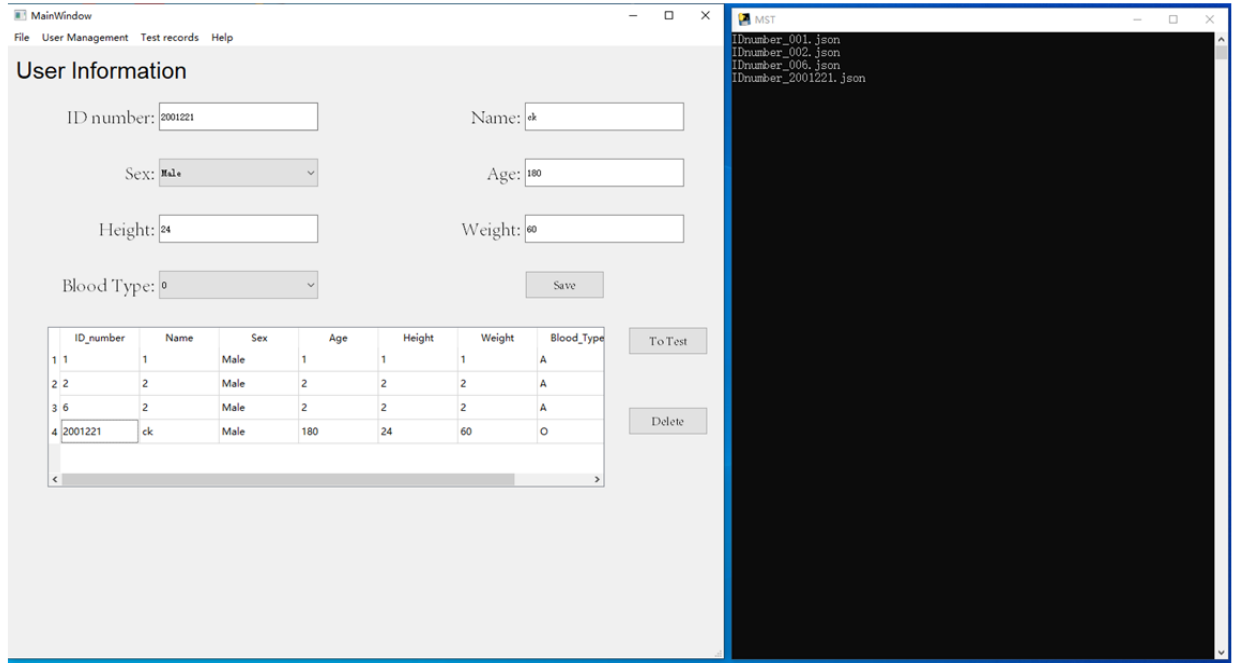 MainWindow
File User Management Test records Help
User Information
ID number: 2001221 Name: ck
Sex: Male Age: 180
Height: 24 Weight: 60
Blood Type: O Save
ID_number Name Sex Age Height Weight Blood_Type
1 1 1 Male 1 1 1 A
2 2 2 Male 2 2 2 A
3 6 2 Male 2 2 2 A
4 2001221 ck Male 180 24 60 O
To Test
Delete
MST
IDnumber_001.json
IDnumber_002.json
IDnumber_006.json
IDnumber_2001221.json